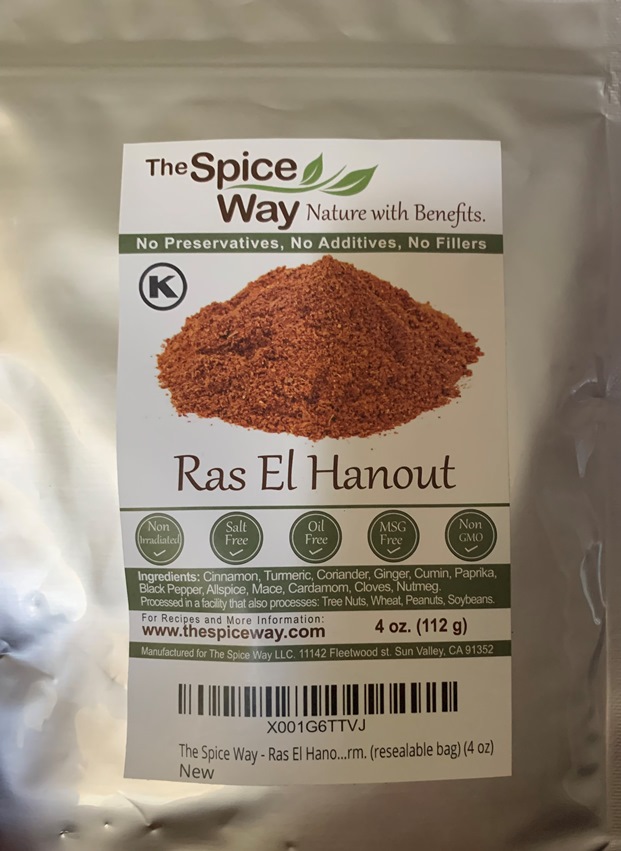 The Spice
Way Nature with Benefits.
No Preservatives, No Additives, No Fillers
K
Ras El Hanout
Non
Irradiated
Salt
Free
Oil
Free
MSG
Free
Non
GMO
Ingredients: Cinnamon, Turmeric, Coriander, Ginger, Cumin, Paprika,
Black Pepper, Allspice, Mace, Cardamom, Cloves, Nutmeg.
Processed in a facility that also processes: Tree Nuts, Wheat, Peanuts, Soybeans.
For Recipes and More Information:
www.thespiceway.com 4 oz. (112 g)
Manufactured for The Spice Way LLC. 11142 Fleetwood st. Sun Valley, CA 91352
X001G6TTVJ
The Spice Way - Ras El Hano...rm. (resealable bag) (4 oz)
New